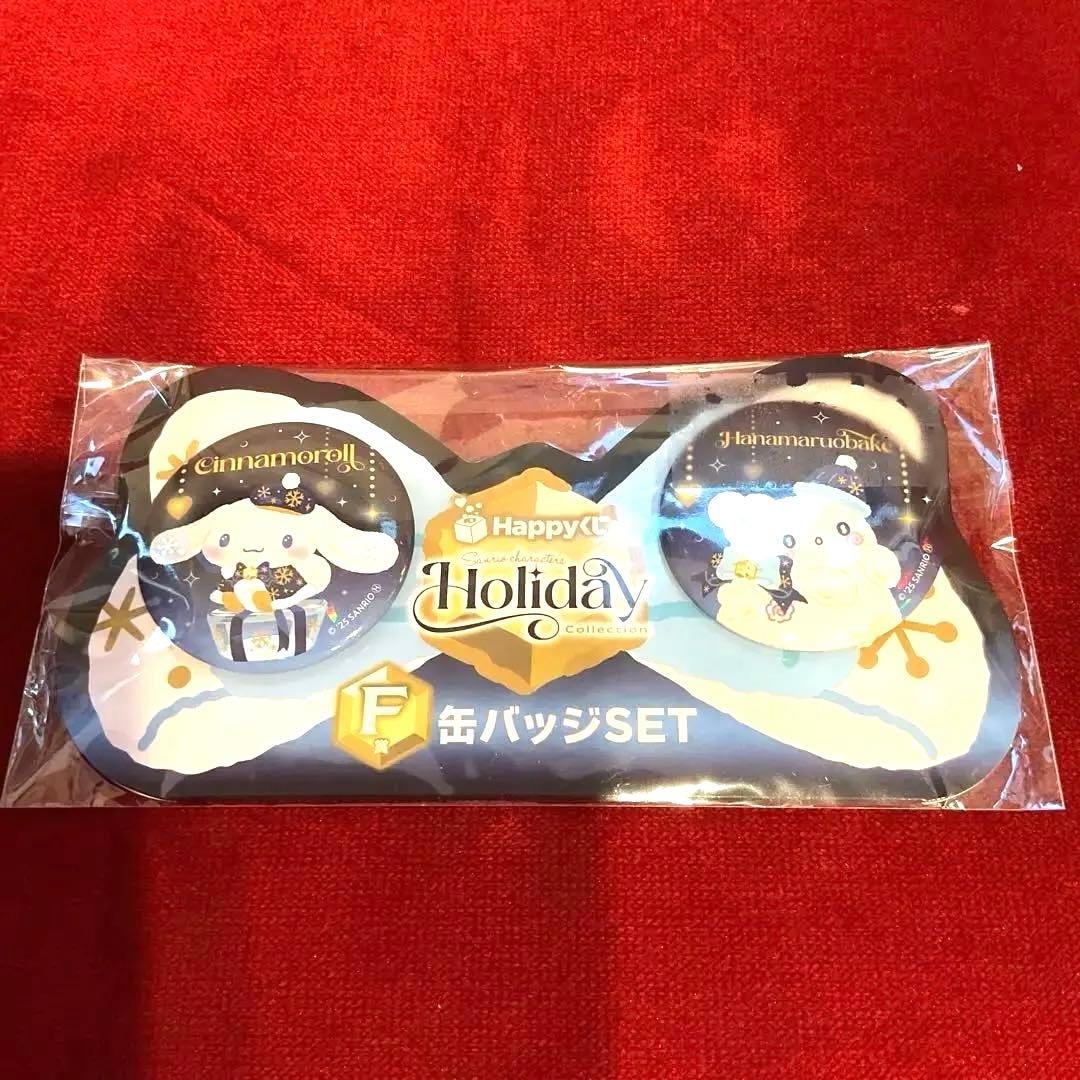 Cinnamoroll
Hanamaruobake
Happyくじ
Sanrio characters
Holiday
Collection
© '25 SANRIO Ⓗ
© '25 SANRIO Ⓗ
F
賞
缶バッジSET